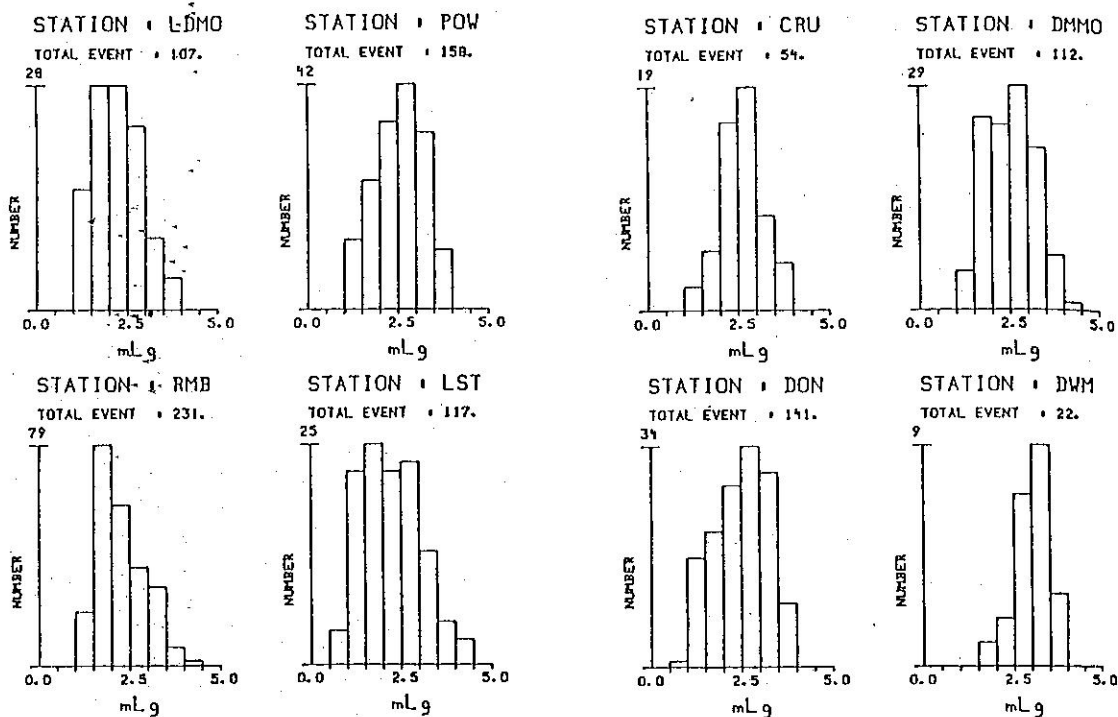 STATION : LDMO
TOTAL EVENT : 107.
28
NUMBER
0.0 2.5 5.0
mLg
STATION : POW
TOTAL EVENT : 158.
42
NUMBER
0.0 2.5 5.0
mLg
STATION : CRU
TOTAL EVENT : 54.
19
NUMBER
0.0 2.5 5.0
mLg
STATION : DMMO
TOTAL EVENT : 112.
29
NUMBER
0.0 2.5 5.0
mLg
STATION : RMB
TOTAL EVENT : 231.
79
NUMBER
0.0 2.5 5.0
mLg
STATION : LST
TOTAL EVENT : 117.
25
NUMBER
0.0 2.5 5.0
mLg
STATION : DON
TOTAL EVENT : 141.
34
NUMBER
0.0 2.5 5.0
mLg
STATION : DWM
TOTAL EVENT : 22.
9
NUMBER
0.0 2.5 5.0
mLg